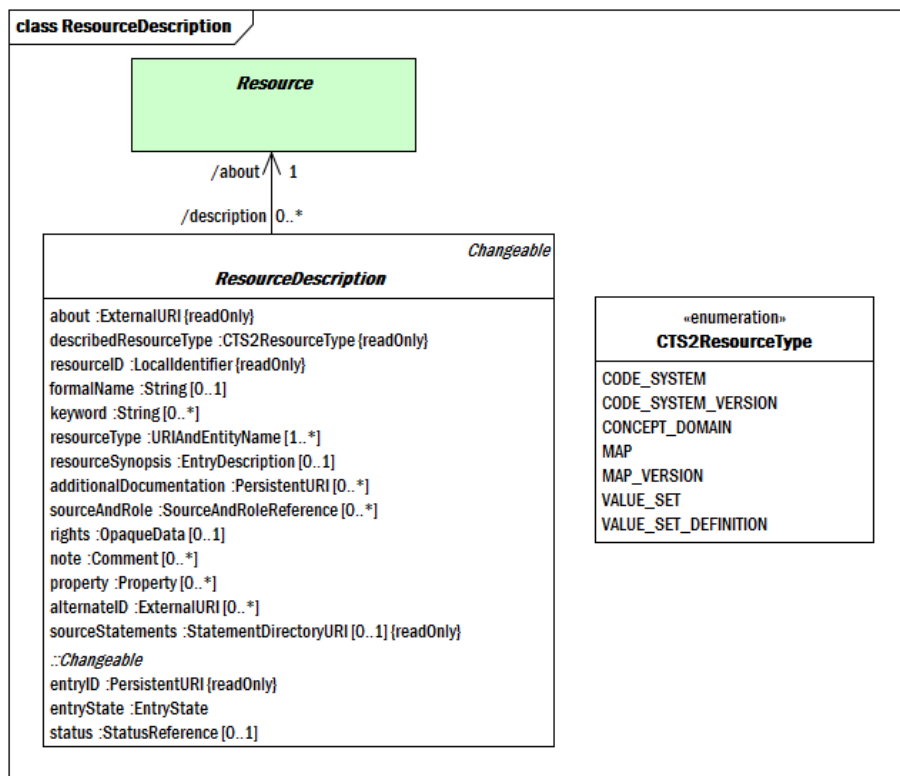 class ResourceDescription
Resource
/about 1
/description 0..*
Changeable
ResourceDescription
about :ExternalURI {readOnly}
describedResourceType :CTS2ResourceType {readOnly}
resourceID :LocalIdentifier {readOnly}
formalName :String [0..1]
keyword :String [0..*]
resourceType :URIAndEntityName [1..*]
resourceSynopsis :EntryDescription [0..1]
additionalDocumentation :PersistentURI [0..*]
sourceAndRole :SourceAndRoleReference [0..*]
rights :OpaqueData [0..1]
note :Comment [0..*]
property :Property [0..*]
alternateID :ExternalURI [0..*]
sourceStatements :StatementDirectoryURI [0..1] {readOnly}
::Changeable
entryID :PersistentURI {readOnly}
entryState :EntryState
status :StatusReference [0..1]
«enumeration»
CTS2ResourceType
CODE_SYSTEM
CODE_SYSTEM_VERSION
CONCEPT_DOMAIN
MAP
MAP_VERSION
VALUE_SET
VALUE_SET_DEFINITION